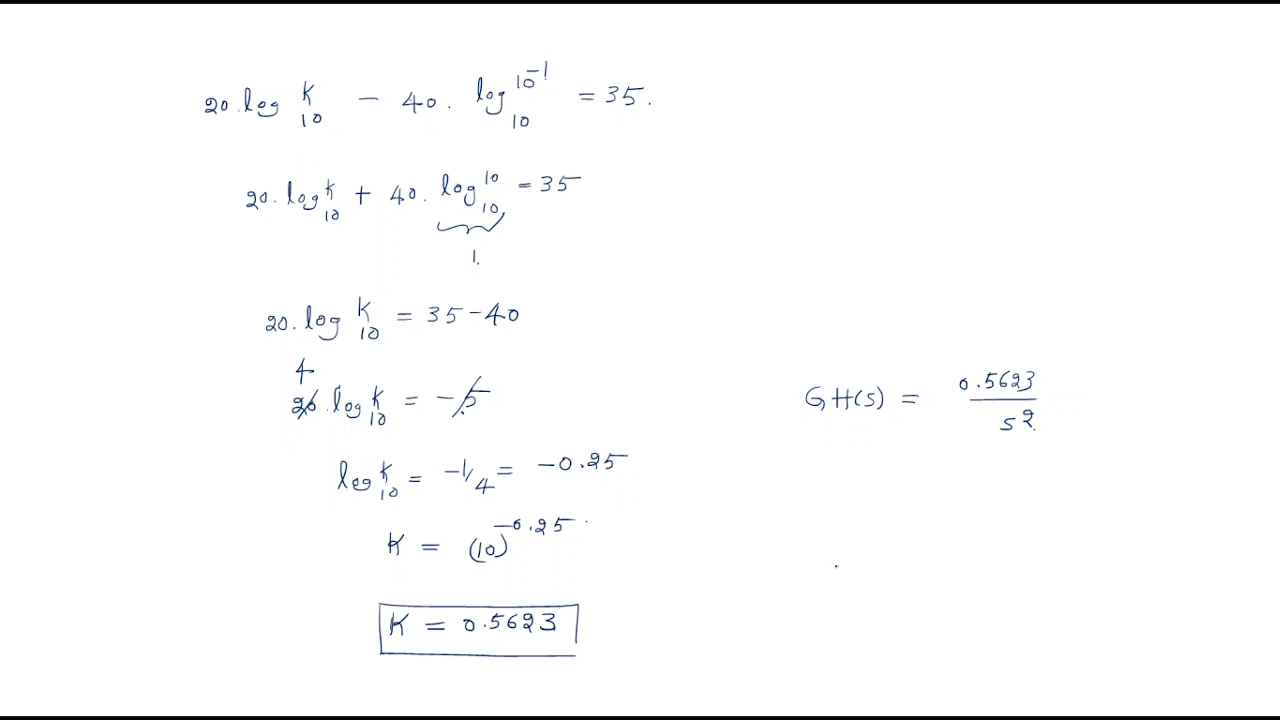 20.log₁₀ K - 40. log₁₀ 10⁻¹ = 35.
20.log₁₀ K + 40. log₁₀ 10 = 35
1.
20. log₁₀ K = 35-40
4
20.log₁₀ K = -5
GH(s) = 0.5623 / s².
log₁₀ K = -1/4 = -0.25
K = (10)^-0.25
K = 0.5623